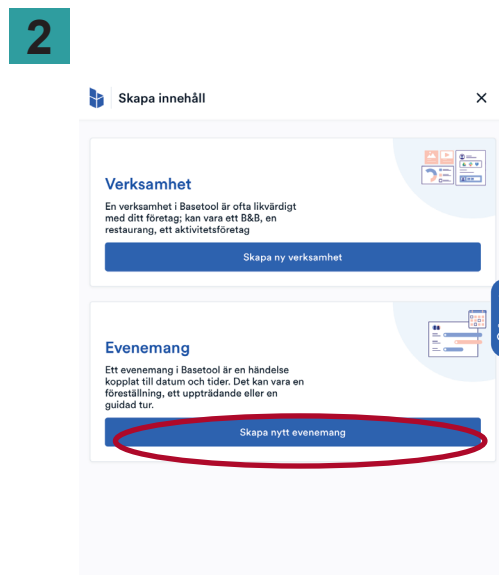 2
Skapa innehåll
Verksamhet
En verksamhet i Basetool är ofta likvärdigt
med ditt företag; kan vara ett B&B, en
restaurang, ett aktivitetsföretag
Skapa ny verksamhet
Evenemang
Ett evenemang i Basetool är en händelse
kopplat till datum och tider. Det kan vara en
föreställning, ett uppträdande eller en
guidad tur.
Skapa nytt evenemang